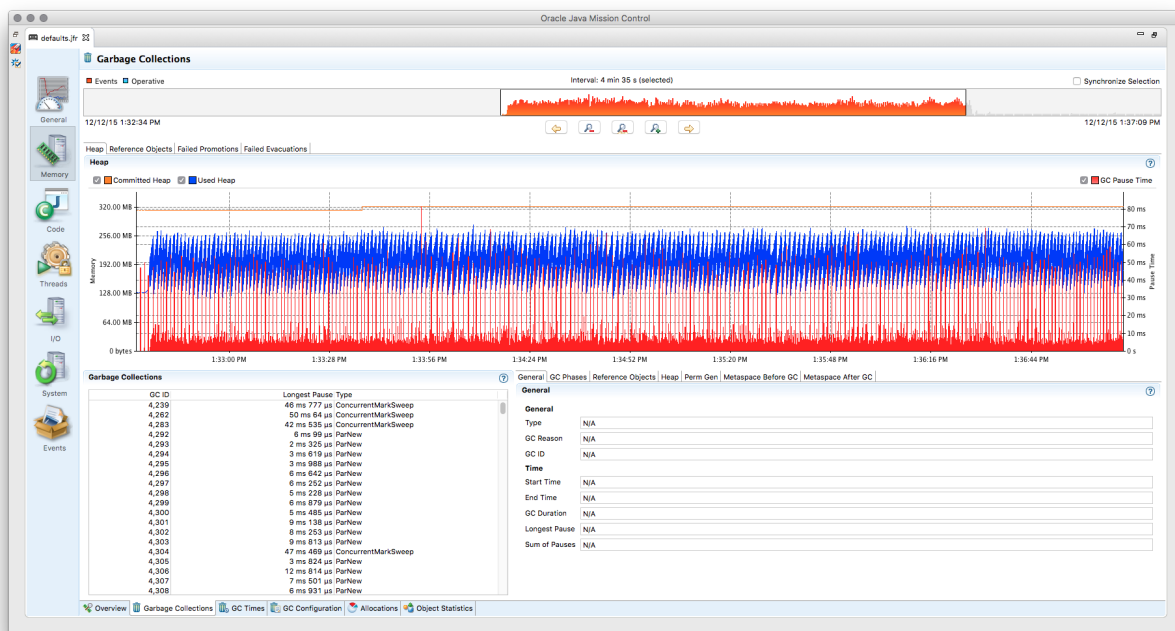 Oracle Java Mission Control
defaults.jfr
Garbage Collections
Events Operative
Interval: 4 min 35 s (selected)
Synchronize Selection
12/12/15 1:32:34 PM
12/12/15 1:37:09 PM
General
Memory
Code
Threads
I/O
System
Events
Heap Reference Objects Failed Promotions Failed Evacuations
Heap
Committed Heap Used Heap
GC Pause Time
320.00 MB
256.00 MB
192.00 MB
128.00 MB
64.00 MB
0 bytes
Memory
80 ms
70 ms
60 ms
50 ms
40 ms
30 ms
20 ms
10 ms
0 s
Pause Time
1:33:00 PM 1:33:28 PM 1:33:56 PM 1:34:24 PM 1:34:52 PM 1:35:20 PM 1:35:48 PM 1:36:16 PM 1:36:44 PM
Garbage Collections
GC ID Longest Pause Type
4,239 46 ms 777 µs ConcurrentMarkSweep
4,262 50 ms 64 µs ConcurrentMarkSweep
4,283 42 ms 535 µs ConcurrentMarkSweep
4,292 6 ms 99 µs ParNew
4,293 2 ms 325 µs ParNew
4,294 3 ms 619 µs ParNew
4,295 3 ms 988 µs ParNew
4,296 6 ms 642 µs ParNew
4,297 6 ms 252 µs ParNew
4,298 5 ms 228 µs ParNew
4,299 6 ms 879 µs ParNew
4,300 5 ms 485 µs ParNew
4,301 9 ms 138 µs ParNew
4,302 8 ms 253 µs ParNew
4,303 9 ms 813 µs ParNew
4,304 47 ms 469 µs ConcurrentMarkSweep
4,305 3 ms 824 µs ParNew
4,306 12 ms 814 µs ParNew
4,307 7 ms 501 µs ParNew
4,308 6 ms 931 µs ParNew
General GC Phases Reference Objects Heap Perm Gen Metaspace Before GC Metaspace After GC
General
General
Type N/A
GC Reason N/A
GC ID N/A
Time
Start Time N/A
End Time N/A
GC Duration N/A
Longest Pause N/A
Sum of Pauses N/A
Overview Garbage Collections GC Times GC Configuration Allocations Object Statistics